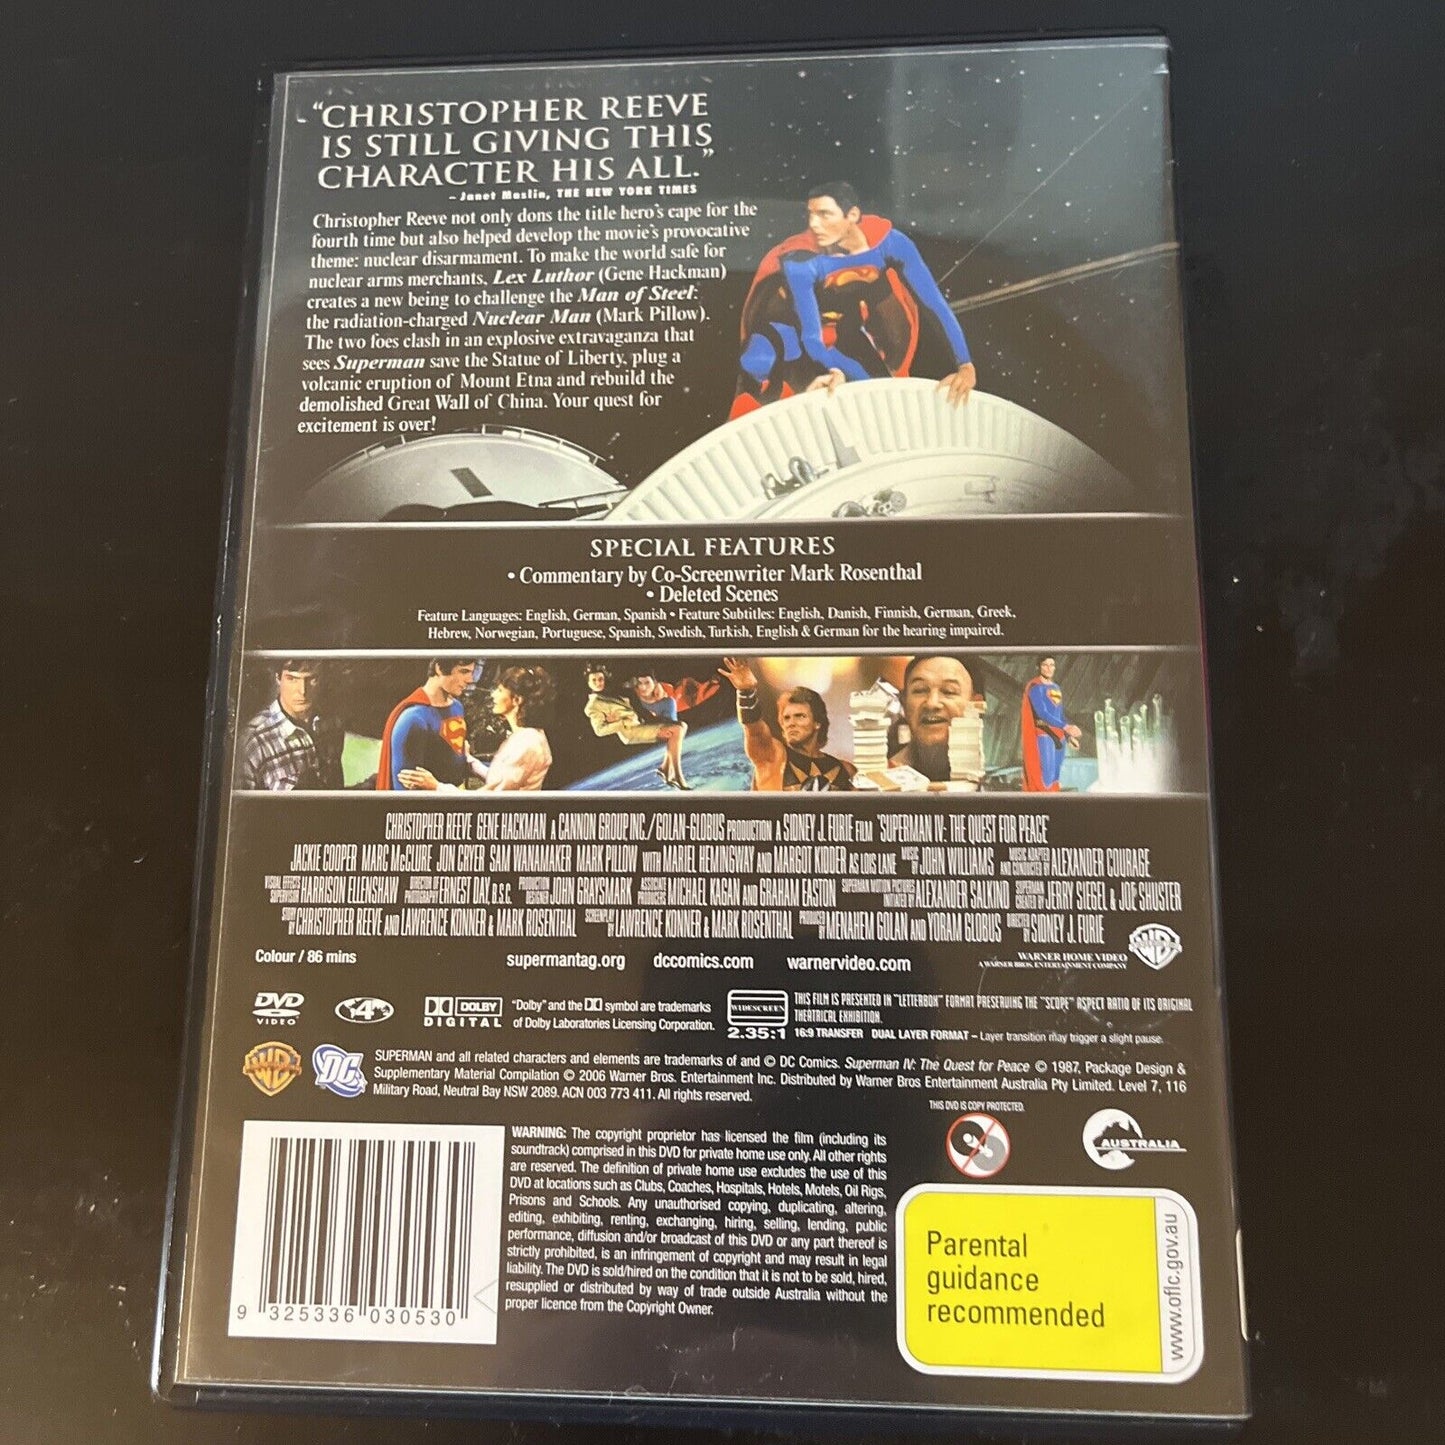 “CHRISTOPHER REEVE
IS STILL GIVING THIS
CHARACTER HIS ALL.”
– Janet Maslin, THE NEW YORK TIMES
Christopher Reeve not only dons the title hero's cape for the
fourth time but also helped develop the movie's provocative
theme: nuclear disarmament. To make the world safe for
nuclear arms merchants, Lex Luthor (Gene Hackman)
creates a new being to challenge the Man of Steel:
the radiation-charged Nuclear Man (Mark Pillow).
The two foes clash in an explosive extravaganza that
sees Superman save the Statue of Liberty, plug a
volcanic eruption of Mount Etna and rebuild the
demolished Great Wall of China. Your quest for
excitement is over!
SPECIAL FEATURES
• Commentary by Co-Screenwriter Mark Rosenthal
• Deleted Scenes
Feature Languages: English, German, Spanish • Feature Subtitles: English, Danish, Finnish, German, Greek,
Hebrew, Norwegian, Portuguese, Spanish, Swedish, Turkish, English & German for the hearing impaired.
CHRISTOPHER REEVE GENE HACKMAN A CANNON GROUP INC./GOLAN-GLOBUS PRODUCTION A SIDNEY J. FURIE FILM "SUPERMAN IV: THE QUEST FOR PEACE"
JACKIE COOPER MARC McCLURE JON CRYER SAM WANAMAKER MARK PILLOW WITH MARIEL HEMINGWAY AND MARGOT KIDDER AS LOIS LANE MUSIC BY JOHN WILLIAMS MUSIC ADAPTED AND CONDUCTED BY ALEXANDER COURAGE
VISUAL EFFECTS SUPERVISOR HARRISON ELLENSHAW DIRECTOR OF PHOTOGRAPHY ERNEST DAY, B.S.C. PRODUCTION DESIGNER JOHN GRAYSMARK ASSOCIATE PRODUCERS MICHAEL KAGAN AND GRAHAM EASTON SUPERMAN MOTION PICTURES INITIATED BY ALEXANDER SALKIND SUPERMAN CREATED BY JERRY SIEGEL & JOE SHUSTER
STORY BY CHRISTOPHER REEVE AND LAWRENCE KONNER & MARK ROSENTHAL SCREENPLAY BY LAWRENCE KONNER & MARK ROSENTHAL PRODUCED BY MENAHEM GOLAN AND YORAM GLOBUS DIRECTED BY SIDNEY J. FURIE
WARNER HOME VIDEO
A WARNER BROS. ENTERTAINMENT COMPANY
Colour / 86 mins supermantag.org dccomics.com warnervideo.com
DVD VIDEO
4
DOLBY DIGITAL
"Dolby" and the DD symbol are trademarks
of Dolby Laboratories Licensing Corporation.
WIDESCREEN
2.35:1
THIS FILM IS PRESENTED IN "LETTERBOX" FORMAT PRESERVING THE "SCOPE" ASPECT RATIO OF ITS ORIGINAL
THEATRICAL EXHIBITION.
16:9 TRANSFER DUAL LAYER FORMAT – Layer transition may trigger a slight pause.
WB
DC
SUPERMAN and all related characters and elements are trademarks of and © DC Comics. Superman IV: The Quest for Peace © 1987, Package Design &
Supplementary Material Compilation © 2006 Warner Bros. Entertainment Inc. Distributed by Warner Bros Entertainment Australia Pty Limited. Level 7, 116
Military Road, Neutral Bay NSW 2089. ACN 003 773 411. All rights reserved.
THIS DVD IS COPY PROTECTED.
AUSTRALIA
WARNING: The copyright proprietor has licensed the film (including its
soundtrack) comprised in this DVD for private home use only. All other rights
are reserved. The definition of private home use excludes the use of this
DVD at locations such as Clubs, Coaches, Hospitals, Hotels, Motels, Oil Rigs,
Prisons and Schools. Any unauthorised copying, duplicating, altering,
editing, exhibiting, renting, exchanging, hiring, selling, lending, public
performance, diffusion and/or broadcast of this DVD or any part thereof is
strictly prohibited, is an infringement of copyright and may result in legal
liability. The DVD is sold/hired on the condition that it is not to be sold, hired,
resupplied or distributed by way of trade outside Australia without the
proper licence from the Copyright Owner.
9 325336 030530
Parental
guidance
recommended
www.oflc.gov.au